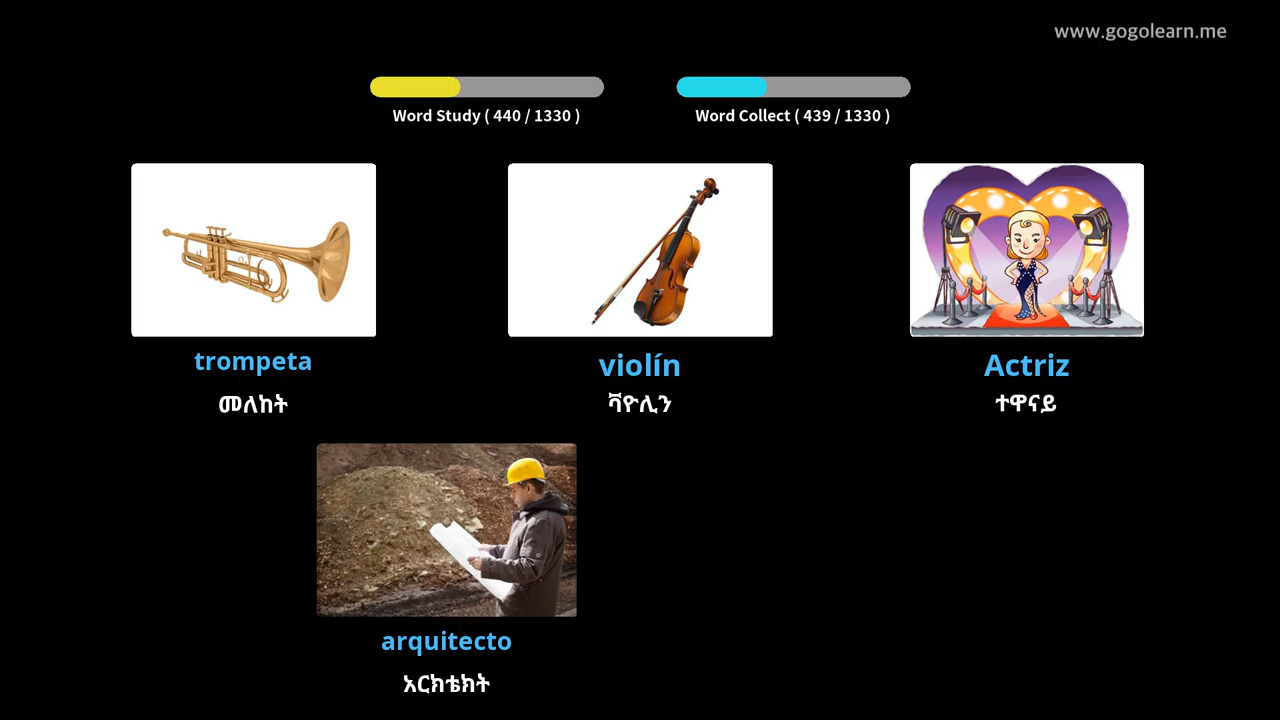 www.gogolearn.me
Word Study ( 440 / 1330 )
Word Collect ( 439 / 1330 )
trompeta
violín
Actriz
መለከት
ቫዮሊን
ተዋናይ
arquitecto
አርክቴክት